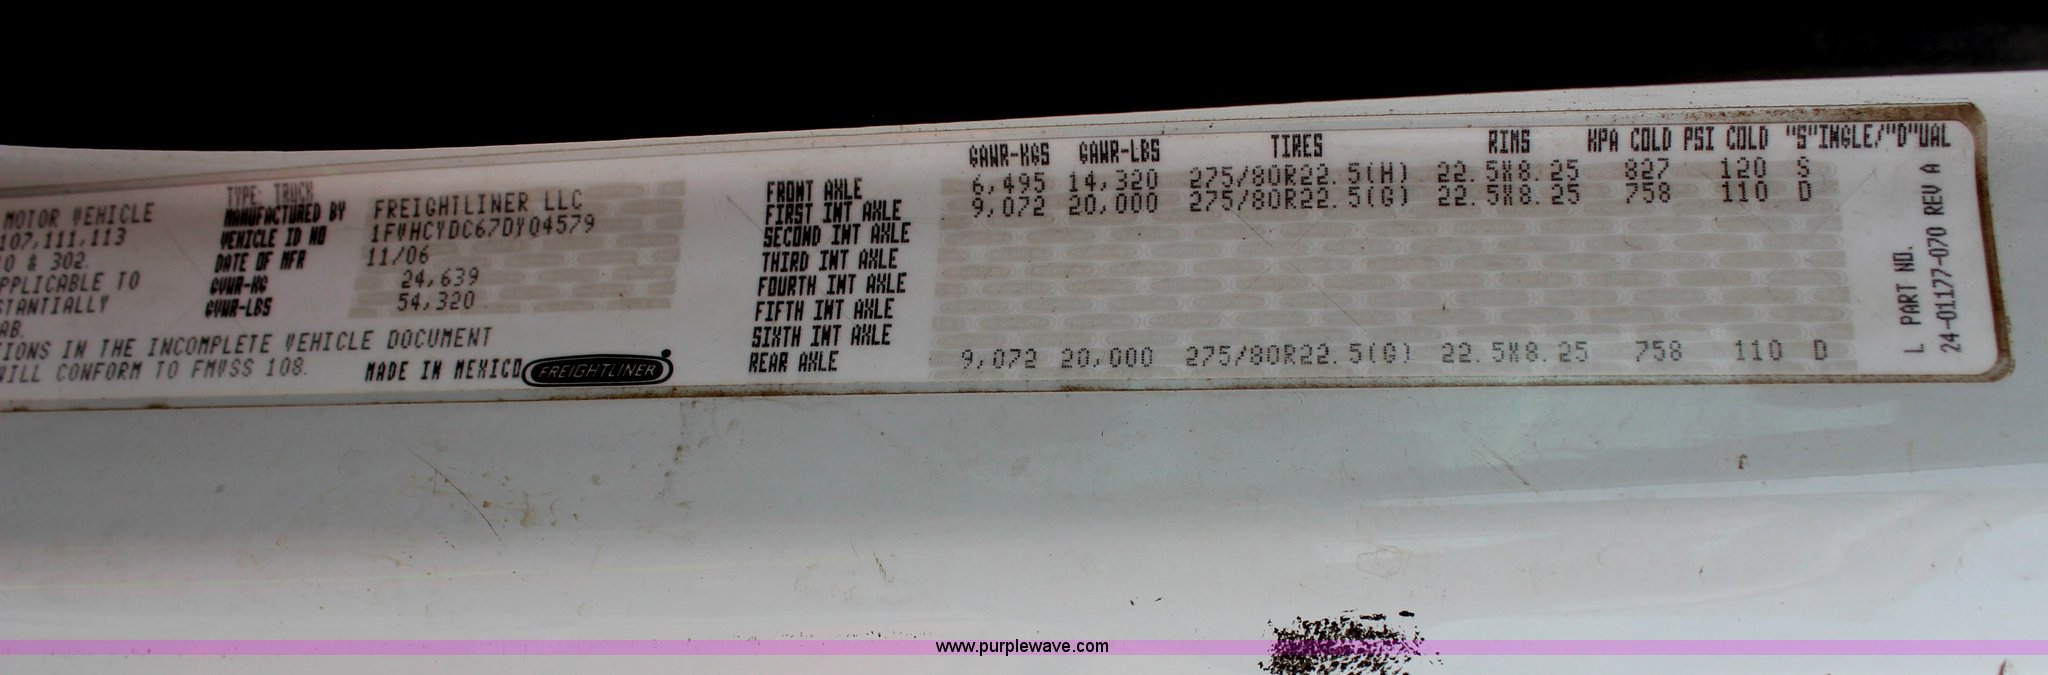 MOTOR VEHICLE
107,111,113
0 & 302.
PPLICABLE TO
STANTIALLY
AB.
IONS IN THE INCOMPLETE VEHICLE DOCUMENT
WILL CONFORM TO FMVSS 108.
TYPE: TRUCK
MANUFACTURED BY FREIGHTLINER LLC
VEHICLE ID NO 1FVHCYDC67DY04579
DATE OF MFR 11/06
GVWR-KG 24,639
GVWR-LBS 54,320
MADE IN MEXICO FREIGHTLINER
GAWR-KGS GAWR-LBS TIRES RIMS KPA COLD PSI COLD "S"INGLE/"D"UAL
FRONT AXLE 6,495 14,320 275/80R22.5(H) 22.5X8.25 827 120 S
FIRST INT AXLE 9,072 20,000 275/80R22.5(G) 22.5X8.25 758 110 D
SECOND INT AXLE
THIRD INT AXLE
FOURTH INT AXLE
FIFTH INT AXLE
SIXTH INT AXLE
REAR AXLE 9,072 20,000 275/80R22.5(G) 22.5X8.25 758 110 D
L PART NO.
24-01177-070 REV A
www.purplewave.com